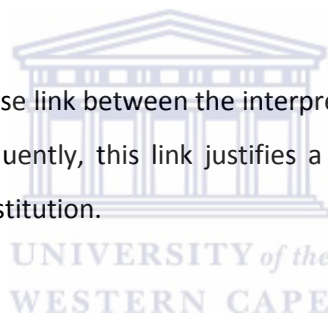 se link between the interpre
uently, this link justifies a
stitution.
UNIVERSITY of the
WESTERN CAPE